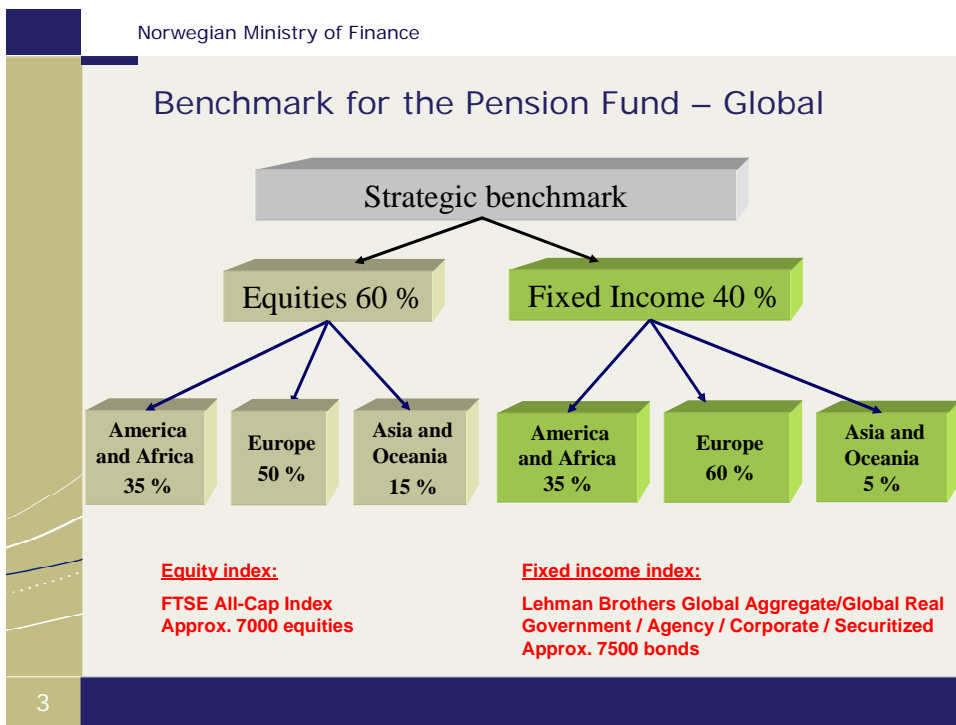 Norwegian Ministry of Finance
Benchmark for the Pension Fund – Global
Strategic benchmark
Equities 60 %
Fixed Income 40 %
America
and Africa
35 %
Europe
50 %
Asia and
Oceania
15 %
America
and Africa
35 %
Europe
60 %
Asia and
Oceania
5 %
Equity index:
FTSE All-Cap Index
Approx. 7000 equities
Fixed income index:
Lehman Brothers Global Aggregate/Global Real
Government / Agency / Corporate / Securitized
Approx. 7500 bonds
3